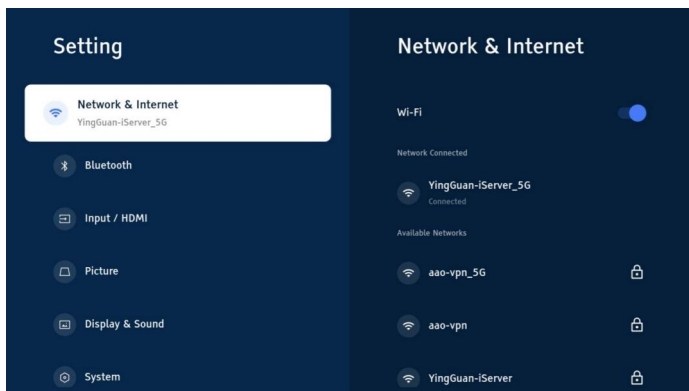 Setting
Network & Internet
YingGuan-iServer_5G
Bluetooth
Input / HDMI
Picture
Display & Sound
System
Network & Internet
Wi-Fi
Network Connected
YingGuan-iServer_5G
Connected
Available Networks
aao-vpn_5G
aao-vpn
YingGuan-iServer